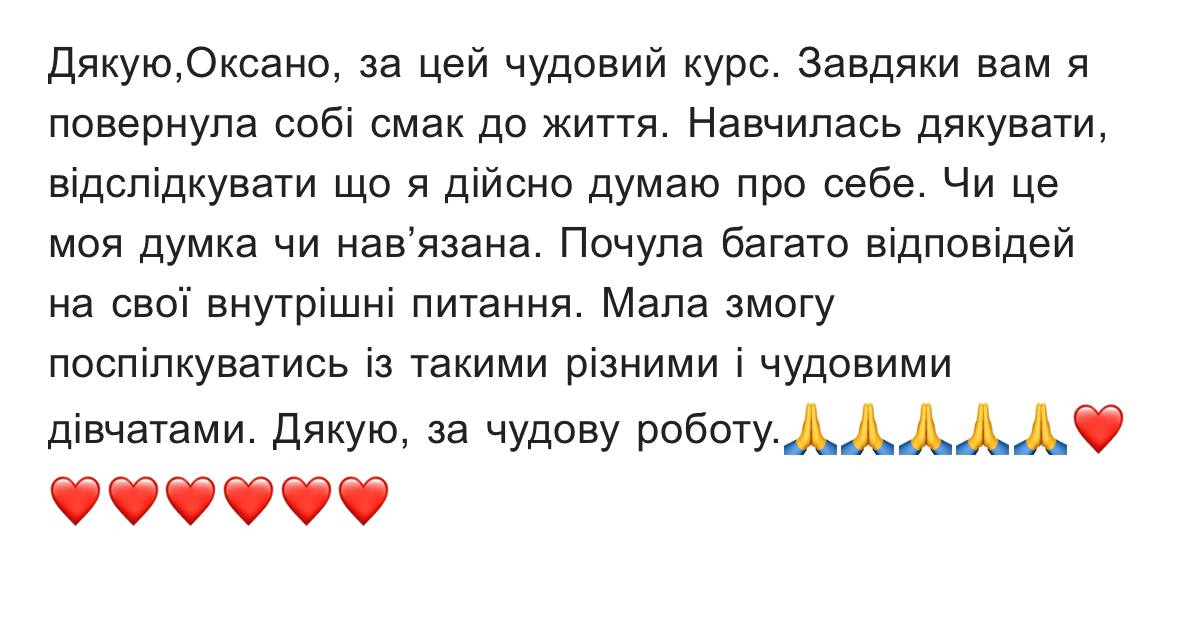 Дякую,Оксано, за цей чудовий курс. Завдяки вам я
повернула собі смак до життя. Навчилась дякувати,
відслідкувати що я дійсно думаю про себе. Чи це
моя думка чи нав’язана. Почула багато відповідей
на свої внутрішні питання. Мала змогу
поспілкуватись із такими різними і чудовими
дівчатами. Дякую, за чудову роботу.🙏🙏🙏🙏🙏❤️
❤️❤️❤️❤️❤️❤️